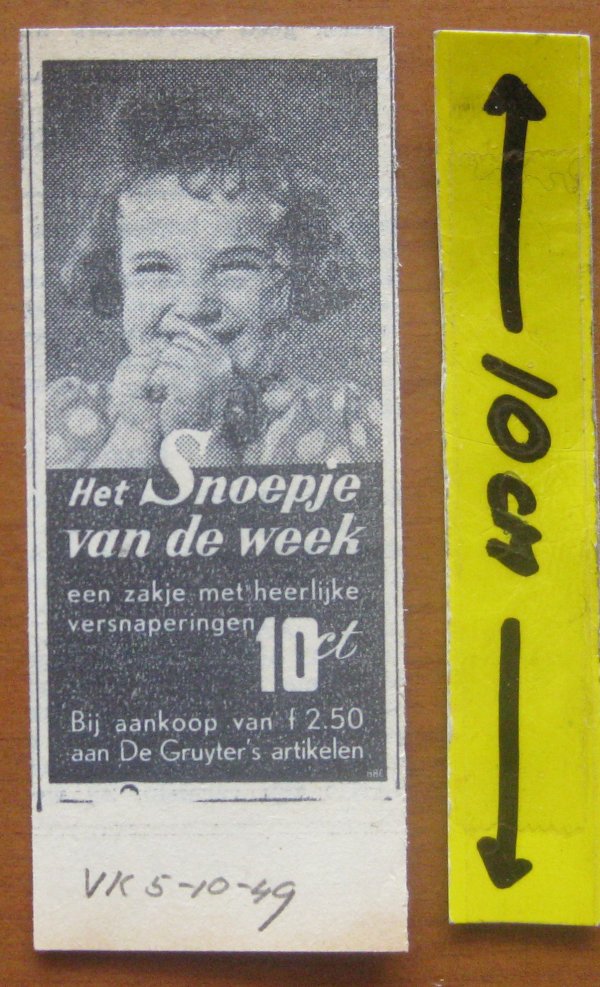 Het Snoepje
van de week
een zakje met heerlijke
versnaperingen 10 ct
Bij aankoop van f 2.50
aan De Gruyter's artikelen
VK 5-10-49
10 CM